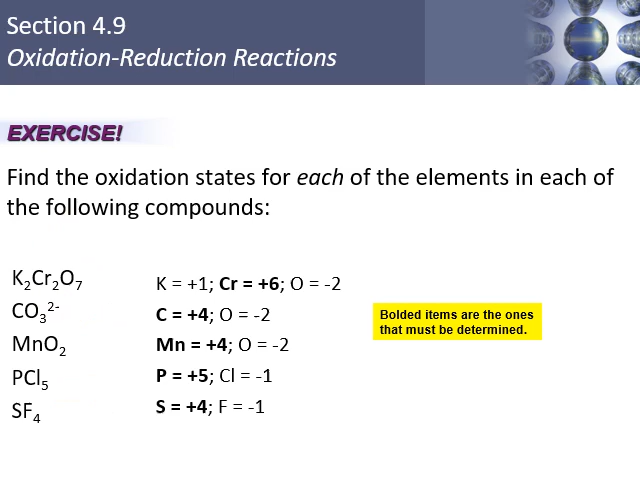 Section 4.9
Oxidation-Reduction Reactions
EXERCISE!
Find the oxidation states for each of the elements in each of
the following compounds:
K₂Cr₂O₇ K = +1; Cr = +6; O = -2
CO₃²⁻ C = +4; O = -2
MnO₂ Mn = +4; O = -2
PCl₅ P = +5; Cl = -1
SF₄ S = +4; F = -1
Bolded items are the ones
that must be determined.